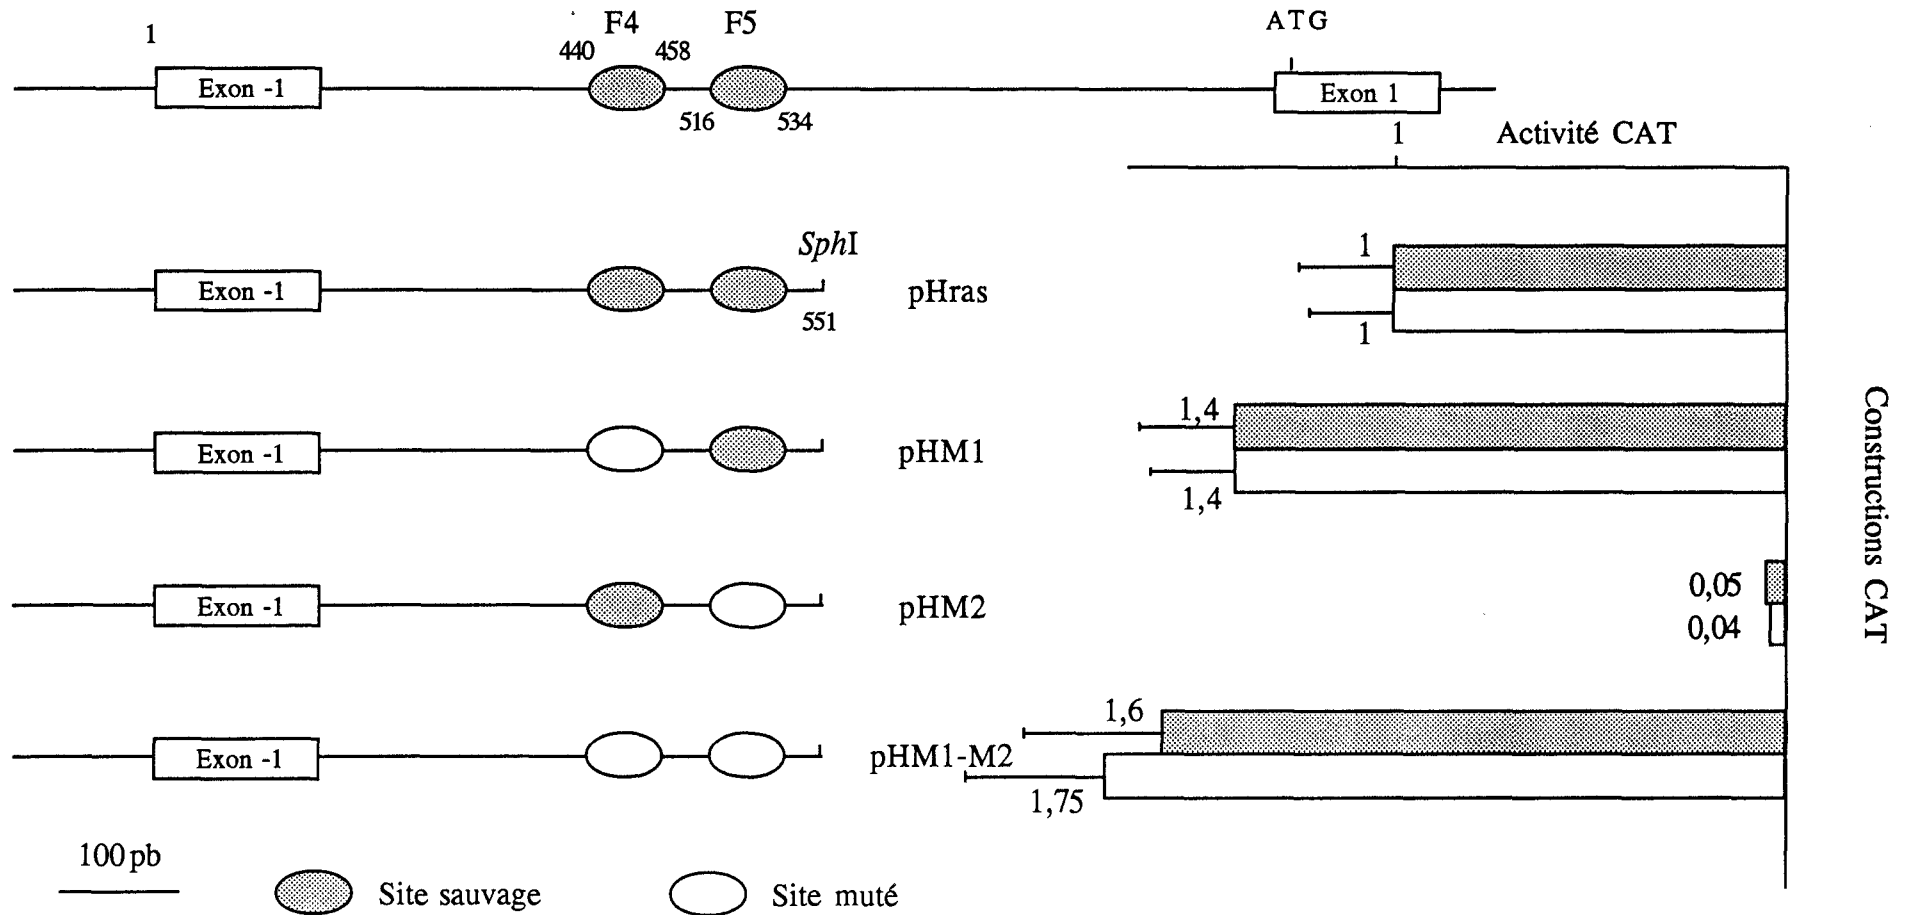 F4 F5 ATG
1 440 458
Exon -1 Exon 1
516 534
1 Activité CAT
SphI
1
Exon -1 pHras
551
1
1,4
Exon -1 pHM1
1,4
Exon -1 pHM2
0,05
0,04
1,6
Exon -1 pHM1-M2
1,75
Constructions CAT
100 pb
Site sauvage Site muté